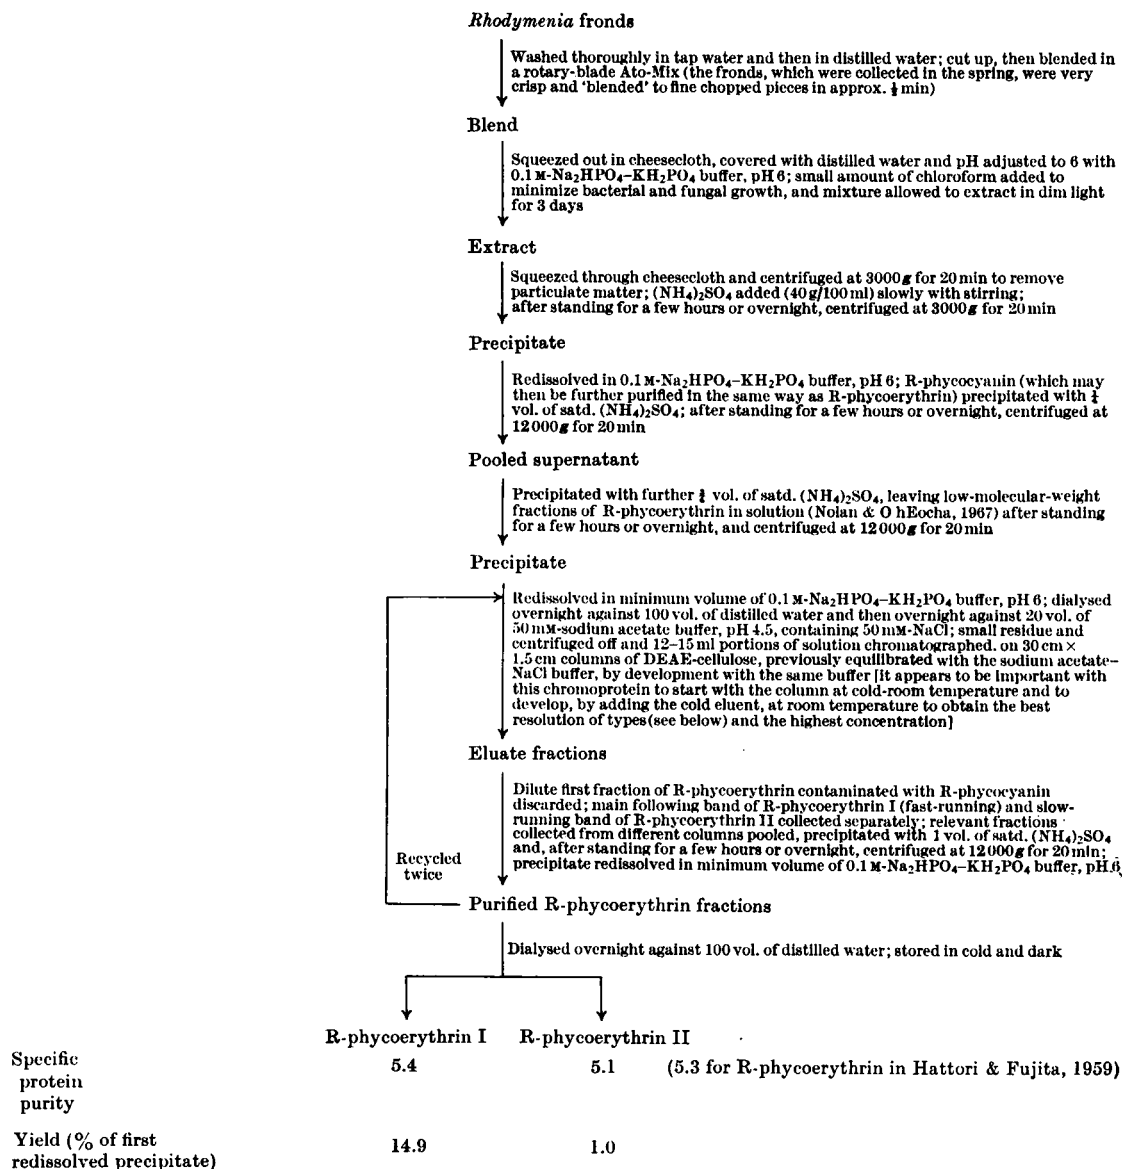 Rhodymenia fronds
Washed thoroughly in tap water and then in distilled water; cut up, then blended in
a rotary-blade Ato-Mix (the fronds, which were collected in the spring, were very
crisp and 'blended' to fine chopped pieces in approx. ½ min)
Blend
Squeezed out in cheesecloth, covered with distilled water and pH adjusted to 6 with
0.1 M-Na₂HPO₄–KH₂PO₄ buffer, pH 6; small amount of chloroform added to
minimize bacterial and fungal growth, and mixture allowed to extract in dim light
for 3 days
Extract
Squeezed through cheesecloth and centrifuged at 3000g for 20 min to remove
particulate matter; (NH₄)₂SO₄ added (40 g/100 ml) slowly with stirring;
after standing for a few hours or overnight, centrifuged at 3000g for 20 min
Precipitate
Redissolved in 0.1 M-Na₂HPO₄–KH₂PO₄ buffer, pH 6; R-phycocyanin (which may
then be further purified in the same way as R-phycoerythrin) precipitated with
vol. of satd. (NH₄)₂SO₄; after standing for a few hours or overnight, centrifuged at
12 000g for 20 min
Pooled supernatant
Precipitated with further vol. of satd. (NH₄)₂SO₄, leaving low-molecular-weight
fractions of R-phycoerythrin in solution (Nolan & O hEocha, 1967) after standing
for a few hours or overnight, and centrifuged at 12 000g for 20 min
Precipitate
Redissolved in minimum volume of 0.1 M-Na₂HPO₄–KH₂PO₄ buffer, pH 6; dialysed
overnight against 100 vol. of distilled water and then overnight against 20 vol. of
50 mM-sodium acetate buffer, pH 4.5, containing 50 mM-NaCl; small residue and
centrifuged off and 12–15 ml portions of solution chromatographed. on 30 cm ×
1.5 cm columns of DEAE-cellulose, previously equilibrated with the sodium acetate–
NaCl buffer, by development with the same buffer [it appears to be important with
this chromoprotein to start with the column at cold-room temperature and to
develop, by adding the cold eluent, at room temperature to obtain the best
resolution of types (see below) and the highest concentration]
Eluate fractions
Dilute first fraction of R-phycoerythrin contaminated with R-phycocyanin
discarded; main following band of R-phycoerythrin I (fast-running) and slow-
running band of R-phycoerythrin II collected separately; relevant fractions
collected from different columns pooled, precipitated with 1 vol. of satd. (NH₄)₂SO₄
and, after standing for a few hours or overnight, centrifuged at 12 000g for 20 min;
precipitate redissolved in minimum volume of 0.1 M-Na₂HPO₄–KH₂PO₄ buffer, pH 6
Recycled
twice
Purified R-phycoerythrin fractions
Dialysed overnight against 100 vol. of distilled water; stored in cold and dark
R-phycoerythrin I R-phycoerythrin II
Specific 5.4 5.1 (5.3 for R-phycoerythrin in Hattori & Fujita, 1959)
protein
purity
Yield (% of first 14.9 1.0
redissolved precipitate)